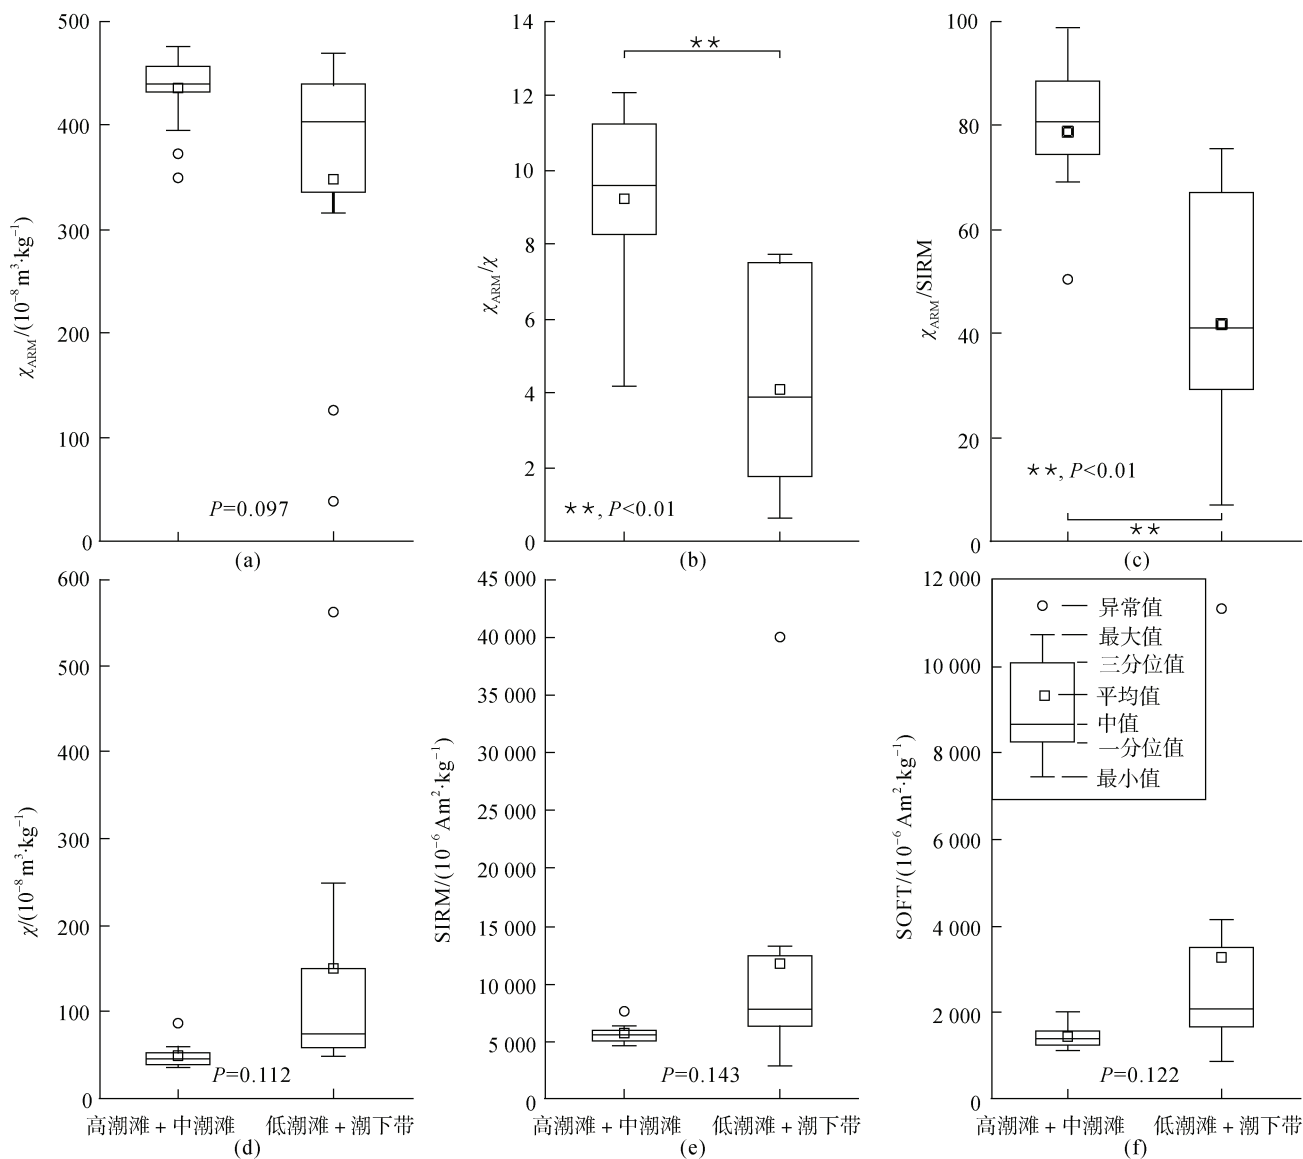 500
400
300
200
100
0
χARM/(10⁻⁸ m³·kg⁻¹)
P=0.097
(a)
14
12
10
8
6
4
2
0
χARM/χ
★★
★★, P<0.01
(b)
100
80
60
40
20
0
χARM/SIRM
★★, P<0.01
★★
(c)
600
500
400
300
200
100
0
χ/(10⁻⁸ m³·kg⁻¹)
P=0.112
高潮滩+中潮滩
低潮滩+潮下带
(d)
45 000
40 000
35 000
30 000
25 000
20 000
15 000
10 000
5 000
0
SIRM/(10⁻⁶ Am²·kg⁻¹)
P=0.143
高潮滩+中潮滩
低潮滩+潮下带
(e)
12 000
10 000
8 000
6 000
4 000
2 000
0
SOFT/(10⁻⁶ Am²·kg⁻¹)
异常值
最大值
三分位值
平均值
中值
一分位值
最小值
P=0.122
高潮滩+中潮滩
低潮滩+潮下带
(f)